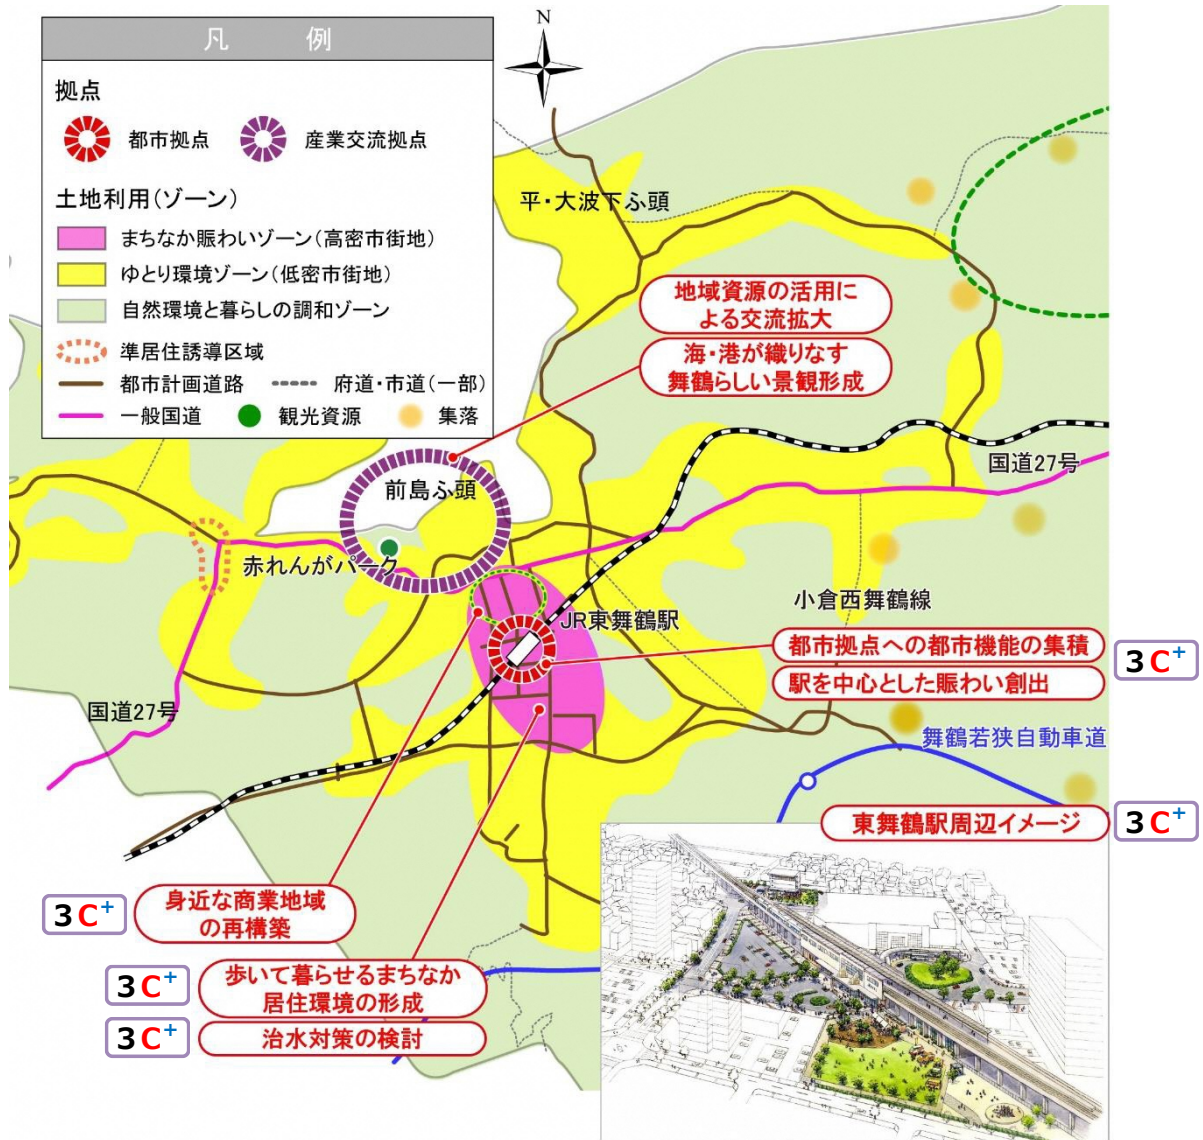 凡　例
拠点
都市拠点
産業交流拠点
土地利用(ゾーン)
まちなか賑わいゾーン(高密市街地)
ゆとり環境ゾーン(低密市街地)
自然環境と暮らしの調和ゾーン
準居住誘導区域
都市計画道路
府道・市道(一部)
一般国道
観光資源
集落
N
平・大波下ふ頭
地域資源の活用に
よる交流拡大
海・港が織りなす
舞鶴らしい景観形成
国道27号
前島ふ頭
赤れんがパーク
小倉西舞鶴線
JR東舞鶴駅
都市拠点への都市機能の集積
駅を中心とした賑わい創出
3C+
国道27号
舞鶴若狭自動車道
東舞鶴駅周辺イメージ
3C+
3C+
身近な商業地域
の再構築
3C+
歩いて暮らせるまちなか
居住環境の形成
3C+
治水対策の検討